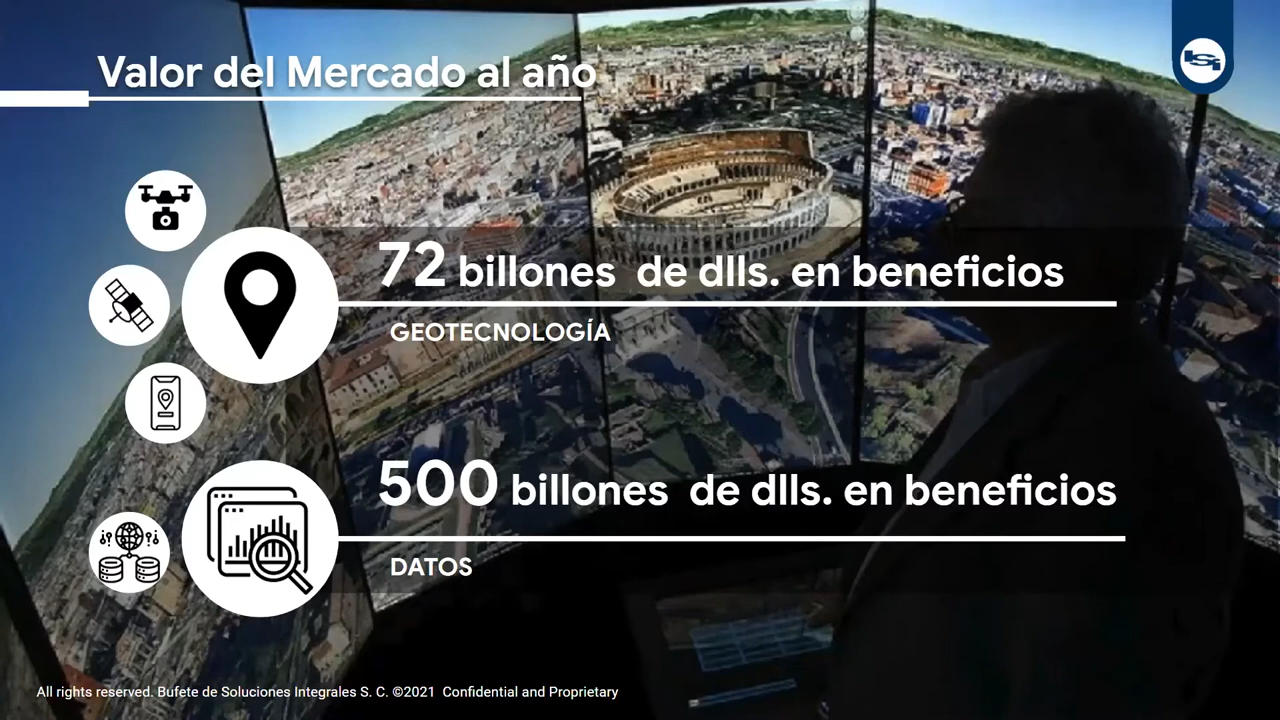 Valor del Mercado al año
72 billones de dlls. en beneficios
GEOTECNOLOGÍA
500 billones de dlls. en beneficios
DATOS
All rights reserved. Bufete de Soluciones Integrales S. C. ©2021 Confidential and Proprietary